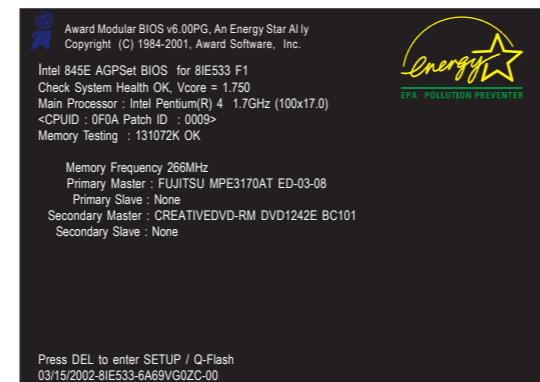 Award Modular BIOS v6.00PG, An Energy Star Al ly
Copyright (C) 1984-2001, Award Software, Inc.
energy
EPA POLLUTION PREVENTER
Intel 845E AGPSet BIOS for 8IE533 F1
Check System Health OK, Vcore = 1.750
Main Processor : Intel Pentium(R) 4 1.7GHz (100x17.0)
<CPUID : 0F0A Patch ID : 0009>
Memory Testing : 131072K OK
Memory Frequency 266MHz
Primary Master : FUJITSU MPE3170AT ED-03-08
Primary Slave : None
Secondary Master : CREATIVEDVD-RM DVD1242E BC101
Secondary Slave : None
Press DEL to enter SETUP / Q-Flash
03/15/2002-8IE533-6A69VG0ZC-00